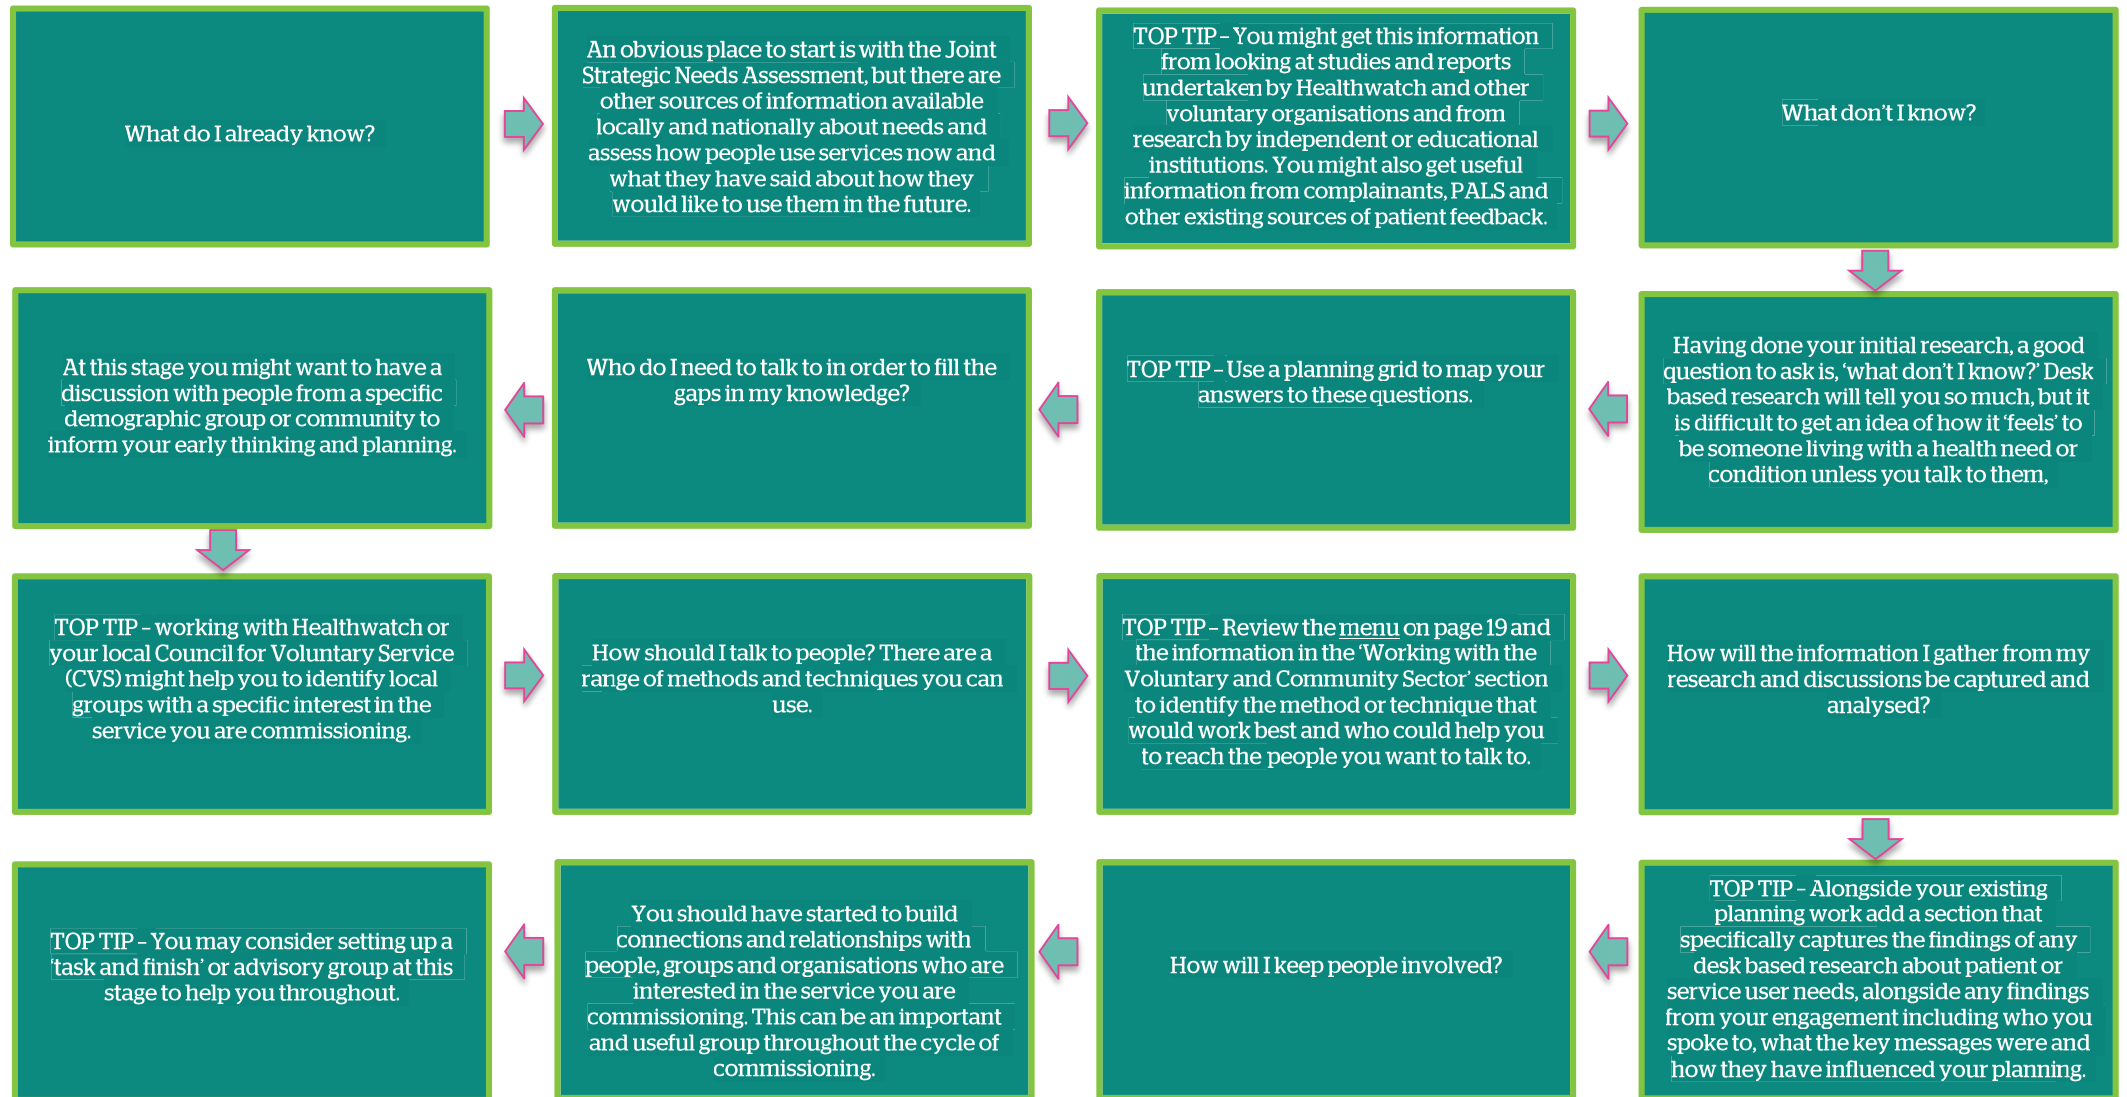 What do I already know?
An obvious place to start is with the Joint
Strategic Needs Assessment, but there are
other sources of information available
locally and nationally about needs and
assess how people use services now and
what they have said about how they
would like to use them in the future.
TOP TIP – You might get this information
from looking at studies and reports
undertaken by Healthwatch and other
voluntary organisations and from
research by independent or educational
institutions. You might also get useful
information from complainants, PALS and
other existing sources of patient feedback.
What don’t I know?
Having done your initial research, a good
question to ask is, ‘what don’t I know?’ Desk
based research will tell you so much, but it
is difficult to get an idea of how it ‘feels’ to
be someone living with a health need or
condition unless you talk to them,
TOP TIP – Use a planning grid to map your
answers to these questions.
Who do I need to talk to in order to fill the
gaps in my knowledge?
At this stage you might want to have a
discussion with people from a specific
demographic group or community to
inform your early thinking and planning.
TOP TIP – working with Healthwatch or
your local Council for Voluntary Service
(CVS) might help you to identify local
groups with a specific interest in the
service you are commissioning.
How should I talk to people? There are a
range of methods and techniques you can
use.
TOP TIP – Review the menu on page 19 and
the information in the ‘Working with the
Voluntary and Community Sector’ section
to identify the method or technique that
would work best and who could help you
to reach the people you want to talk to.
How will the information I gather from my
research and discussions be captured and
analysed?
TOP TIP – Alongside your existing
planning work add a section that
specifically captures the findings of any
desk based research about patient or
service user needs, alongside any findings
from your engagement including who you
spoke to, what the key messages were and
how they have influenced your planning.
How will I keep people involved?
You should have started to build
connections and relationships with
people, groups and organisations who are
interested in the service you are
commissioning. This can be an important
and useful group throughout the cycle of
commissioning.
TOP TIP – You may consider setting up a
‘task and finish’ or advisory group at this
stage to help you throughout.